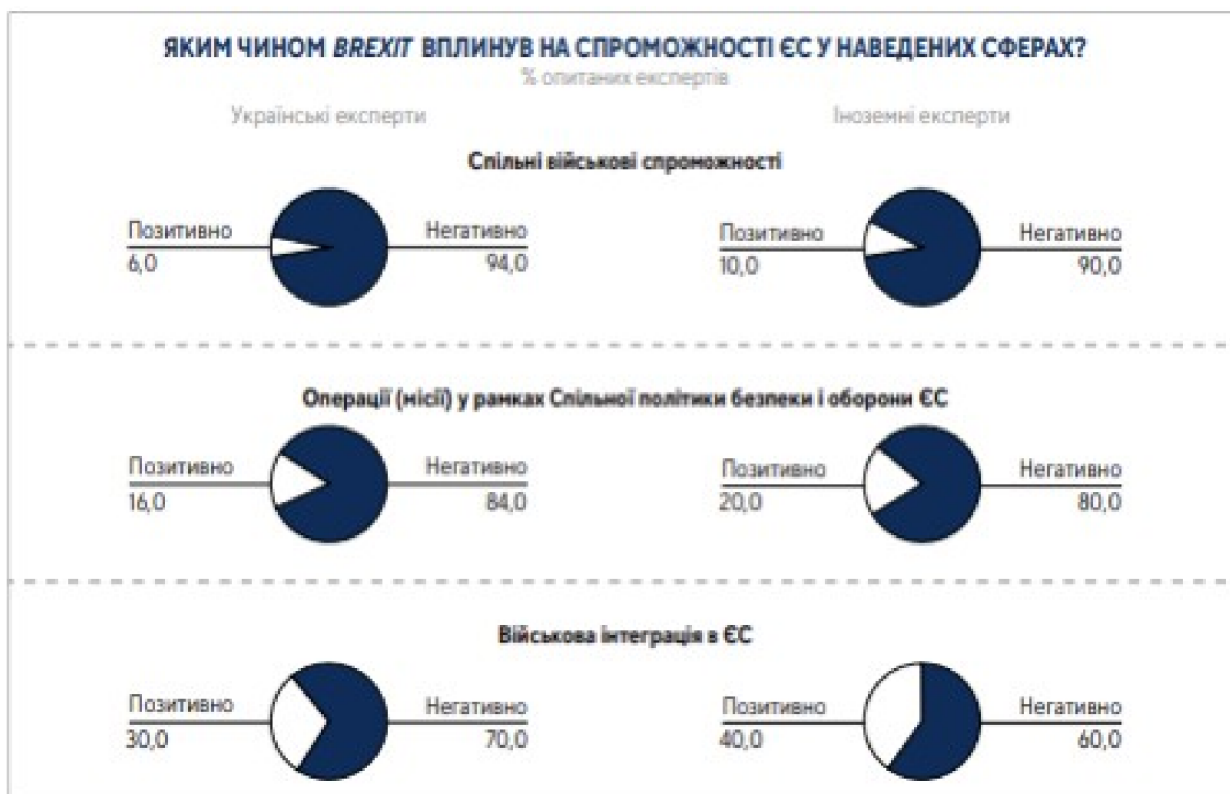 ЯКИМ ЧИНОМ BREXIT ВПЛИНУВ НА СПРОМОЖНОСТІ ЄС У НАВЕДЕНИХ СФЕРАХ?
% опитаних експертів
Українські експерти
Іноземні експерти
Спільні військові спроможності
Позитивно
6,0
Негативно
94,0
Позитивно
10,0
Негативно
90,0
Операції (місії) у рамках Спільної політики безпеки і оборони ЄС
Позитивно
16,0
Негативно
84,0
Позитивно
20,0
Негативно
80,0
Військова інтеграція в ЄС
Позитивно
30,0
Негативно
70,0
Позитивно
40,0
Негативно
60,0